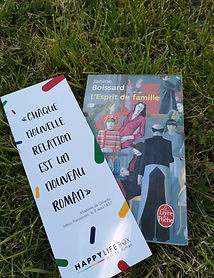 «CHAQUE
NOUVELLE
RELATION
EST UN
NOUVEAU
ROMAN»
HAPPYLIFEBOX
Janine
Boissard
L'Esprit de famille
Le Livre
de Poche